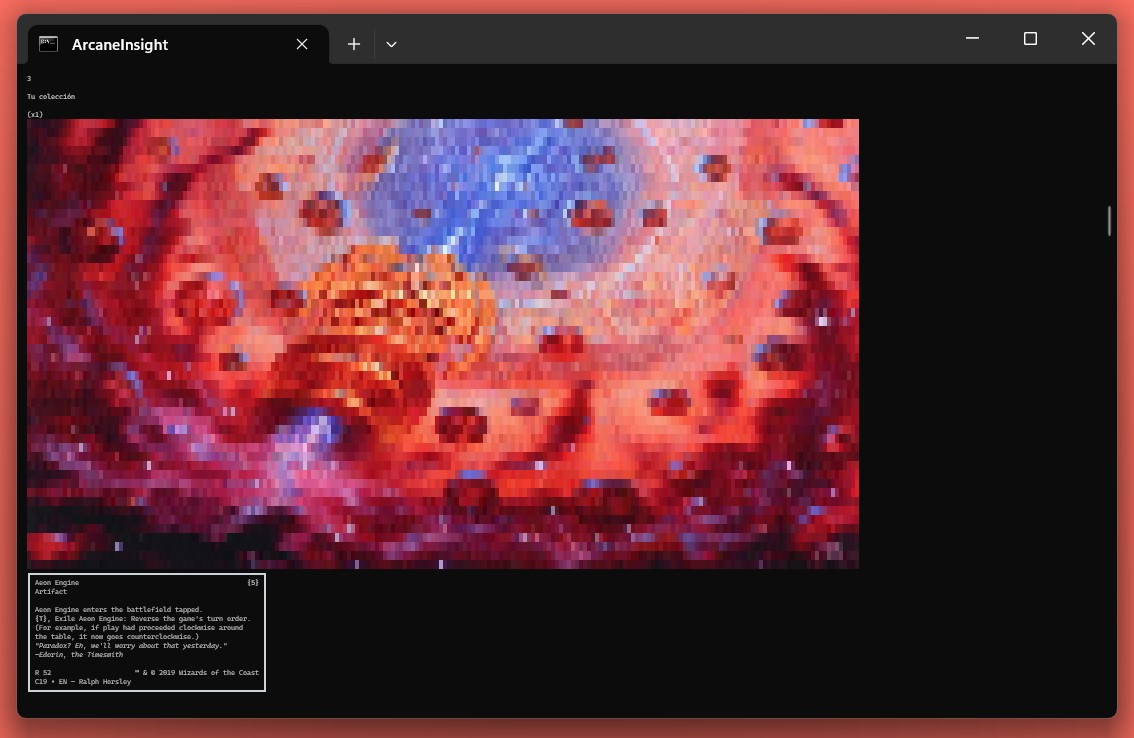 ArcaneInsight
3
Tu colección
(x1)
Aeon Engine {5}
Artifact
Aeon Engine enters the battlefield tapped.
{T}, Exile Aeon Engine: Reverse the game's turn order.
(For example, if play had proceeded clockwise around
the table, it now goes counterclockwise.)
"Paradox? Eh, we'll worry about that yesterday."
—Edorin, the Timesmith
R 52 ™ & © 2019 Wizards of the Coast
C19 • EN — Ralph Horsley